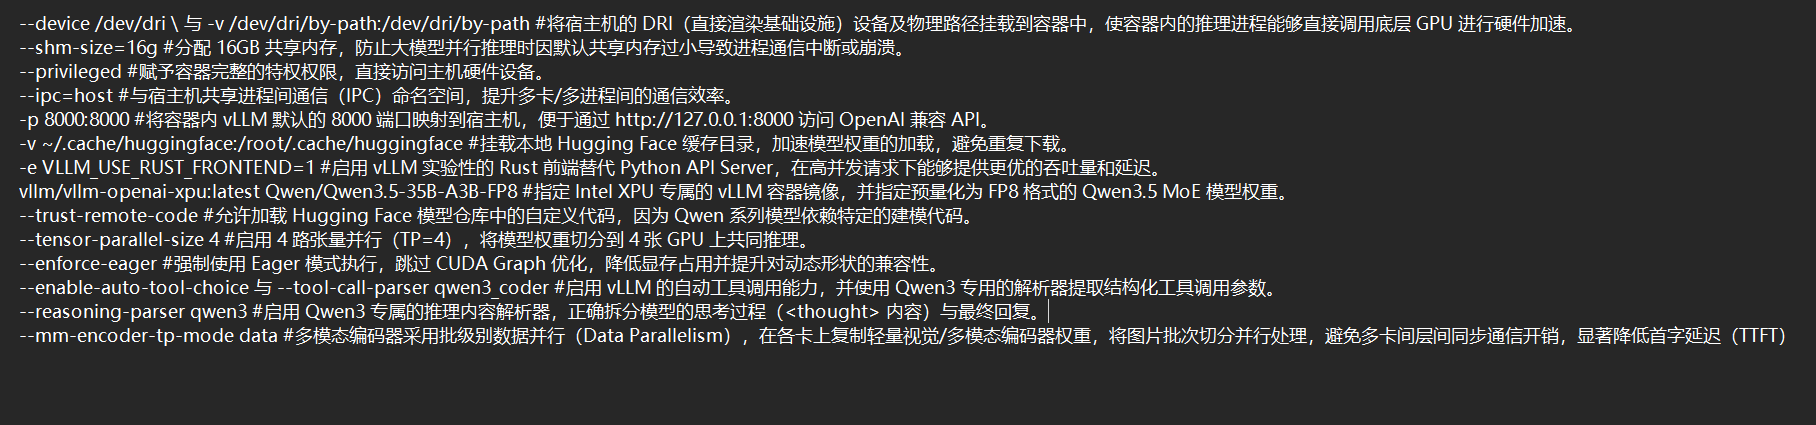 --device /dev/dri \ 与 -v /dev/dri/by-path:/dev/dri/by-path #将宿主机的 DRI（直接渲染基础设施）设备及物理路径挂载到容器中，使容器内的推理进程能够直接调用底层 GPU 进行硬件加速。
--shm-size=16g #分配 16GB 共享内存，防止大模型并行推理时因默认共享内存过小导致进程通信中断或崩溃。
--privileged #赋予容器完整的特权权限，直接访问主机硬件设备。
--ipc=host #与宿主机共享进程间通信（IPC）命名空间，提升多卡/多进程间的通信效率。
-p 8000:8000 #将容器内 vLLM 默认的 8000 端口映射到宿主机，便于通过 http://127.0.0.1:8000 访问 OpenAI 兼容 API。
-v ~/.cache/huggingface:/root/.cache/huggingface #挂载本地 Hugging Face 缓存目录，加速模型权重的加载，避免重复下载。
-e VLLM_USE_RUST_FRONTEND=1 #启用 vLLM 实验性的 Rust 前端替代 Python API Server，在高并发请求下能够提供更优的吞吐量和延迟。
vllm/vllm-openai-xpu:latest Qwen/Qwen3.5-35B-A3B-FP8 #指定 Intel XPU 专属的 vLLM 容器镜像，并指定预量化为 FP8 格式的 Qwen3.5 MoE 模型权重。
--trust-remote-code #允许加载 Hugging Face 模型仓库中的自定义代码，因为 Qwen 系列模型依赖特定的建模代码。
--tensor-parallel-size 4 #启用 4 路张量并行（TP=4），将模型权重切分到 4 张 GPU 上共同推理。
--enforce-eager #强制使用 Eager 模式执行，跳过 CUDA Graph 优化，降低显存占用并提升对动态形状的兼容性。
--enable-auto-tool-choice 与 --tool-call-parser qwen3_coder #启用 vLLM 的自动工具调用能力，并使用 Qwen3 专用的解析器提取结构化工具调用参数。
--reasoning-parser qwen3 #启用 Qwen3 专属的推理内容解析器，正确拆分模型的思考过程（<thought> 内容）与最终回复。
--mm-encoder-tp-mode data #多模态编码器采用批级别数据并行（Data Parallelism），在各卡上复制轻量视觉/多模态编码器权重，将图片批次切分并行处理，避免多卡间层间同步通信开销，显著降低首字延迟（TTFT）